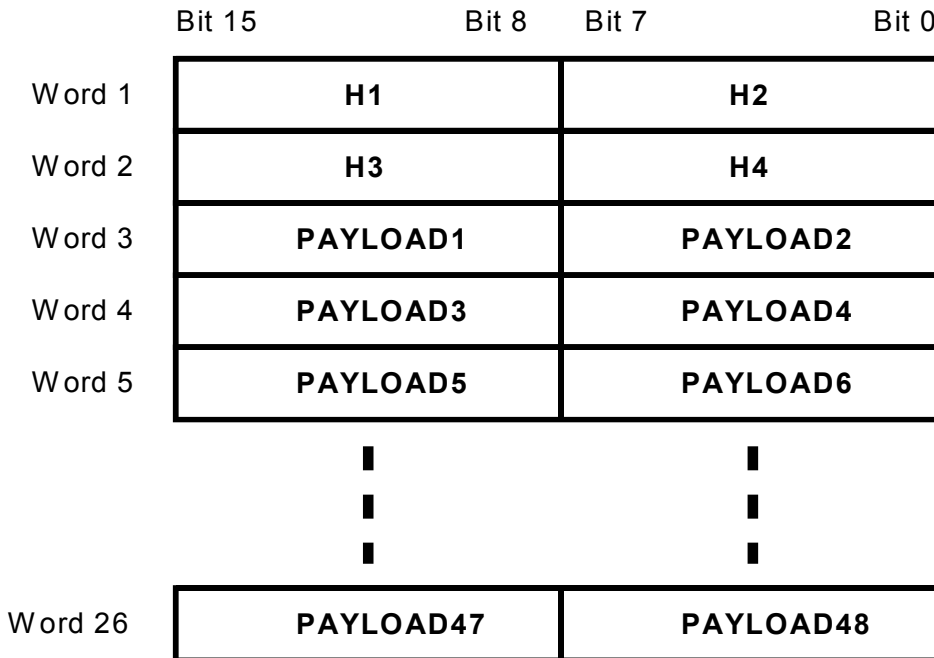 Bit 15 Bit 8 Bit 7 Bit 0
Word 1 H1 H2
Word 2 H3 H4
Word 3 PAYLOAD1 PAYLOAD2
Word 4 PAYLOAD3 PAYLOAD4
Word 5 PAYLOAD5 PAYLOAD6
Word 26 PAYLOAD47 PAYLOAD48